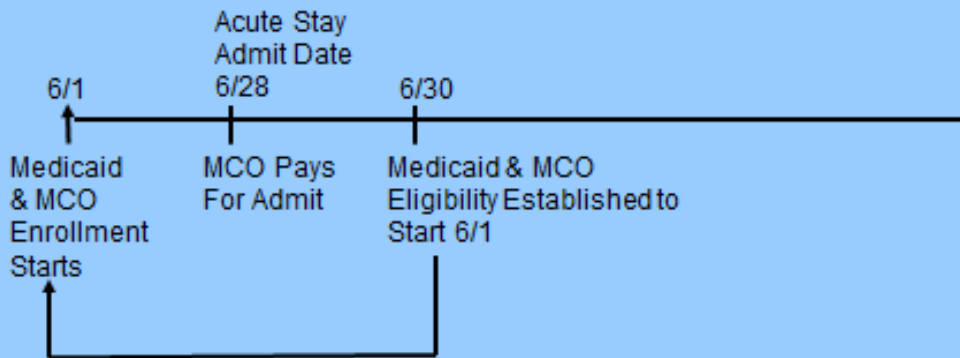 Acute Stay
Admit Date
6/1
6/28
6/30
Medicaid
& MCO
Enrollment
Starts
MCO Pays
For Admit
Medicaid & MCO
Eligibility Established to
Start 6/1